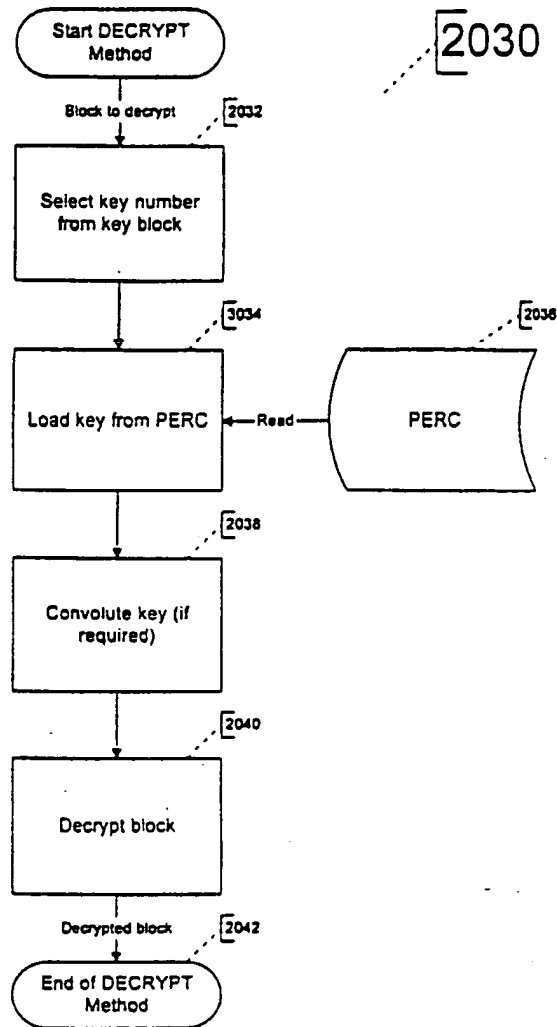 Start DECRYPT
Method
2030
Block to decrypt
2032
Select key number
from key block
3034
2036
Load key from PERC
Read
PERC
2038
Convolute key (if
required)
2040
Decrypt block
Decrypted block
2042
End of DECRYPT
Method